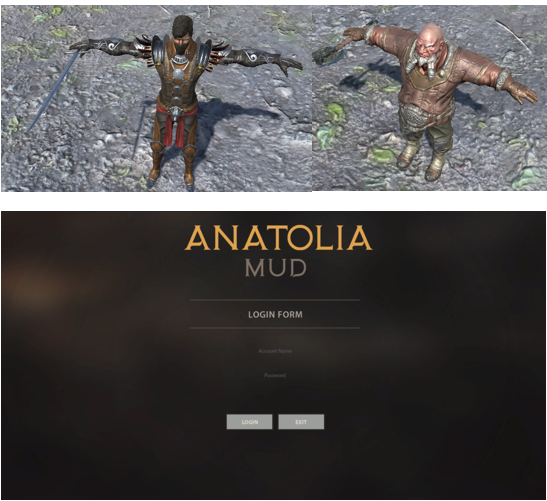 ANATOLIA
MUD
LOGIN FORM
Account Name
Password
LOGIN EXIT